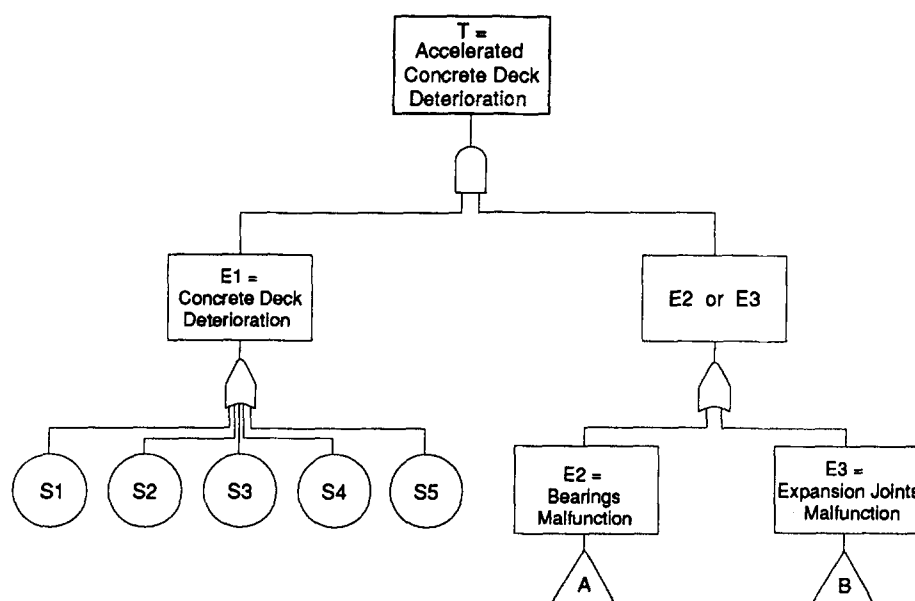 T =
Accelerated
Concrete Deck
Deterioration
E1 =
Concrete Deck
Deterioration
E2 or E3
S1
S2
S3
S4
S5
E2 =
Bearings
Malfunction
E3 =
Expansion Joints
Malfunction
A
B